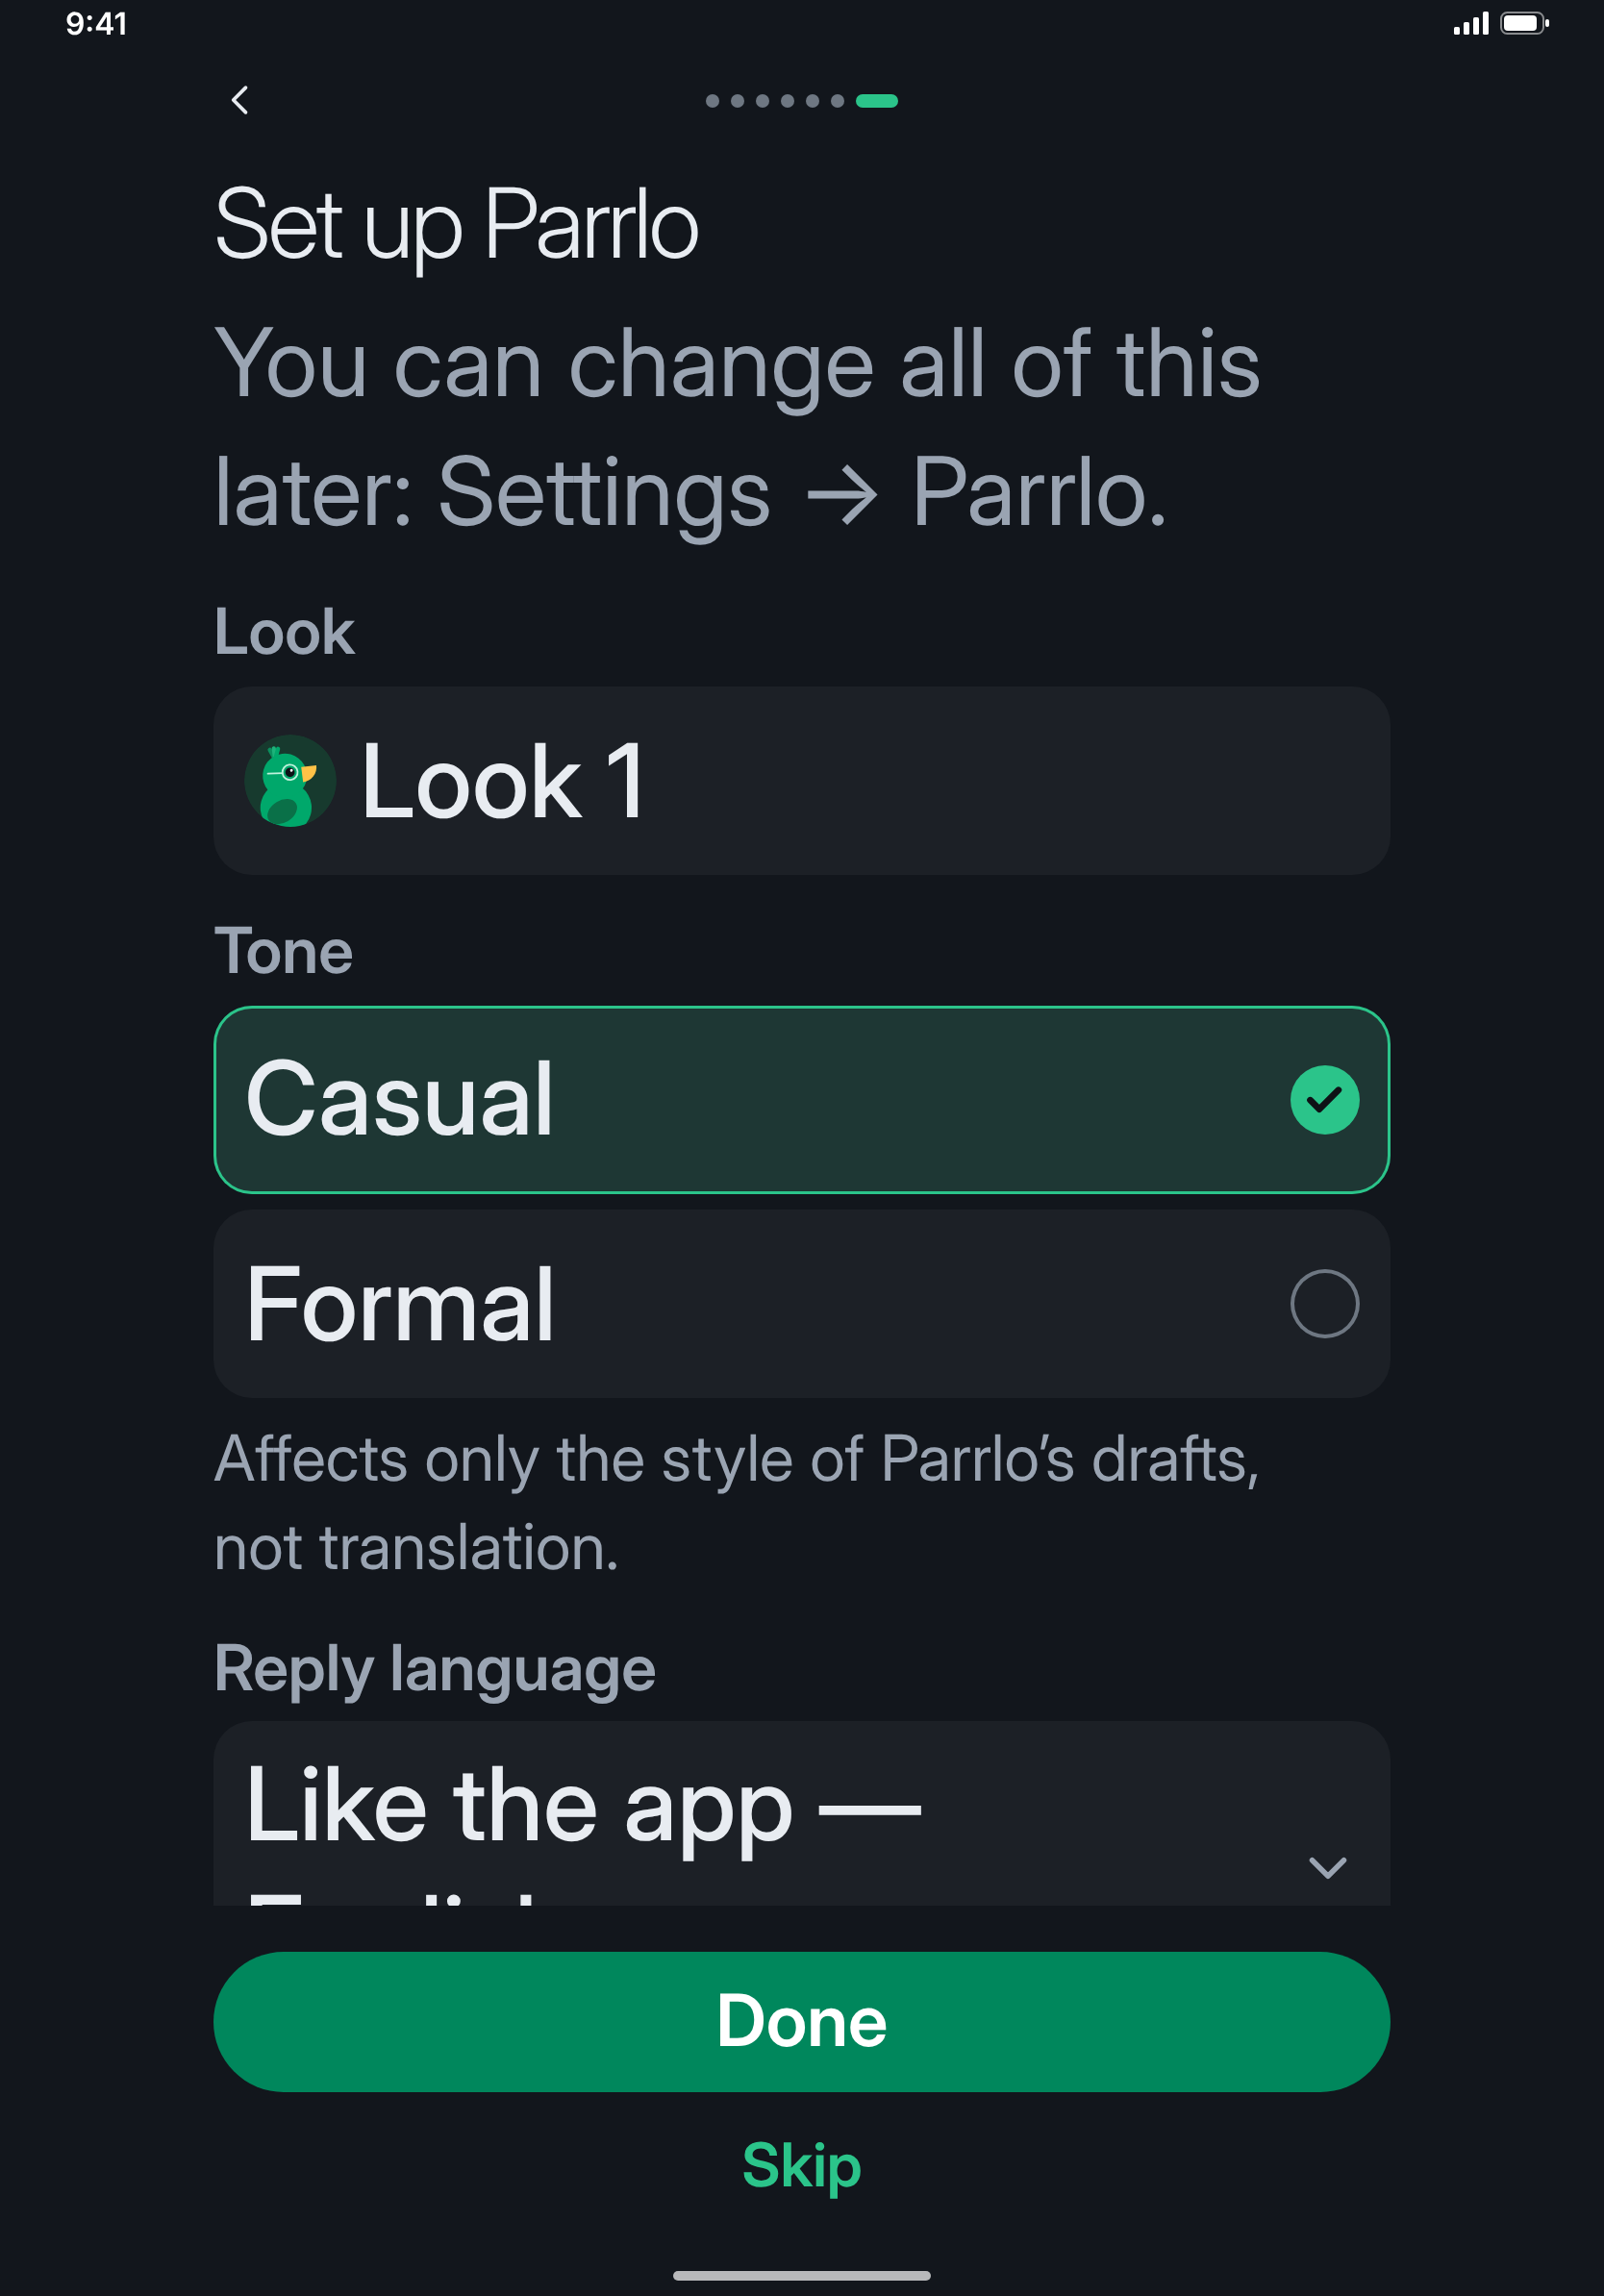 9:41
Set up Parrlo
You can change all of this
later: Settings → Parrlo.
Look
Look 1
Tone
Casual
Formal
Affects only the style of Parrlo’s drafts,
not translation.
Reply language
Like the app —
Done
Skip